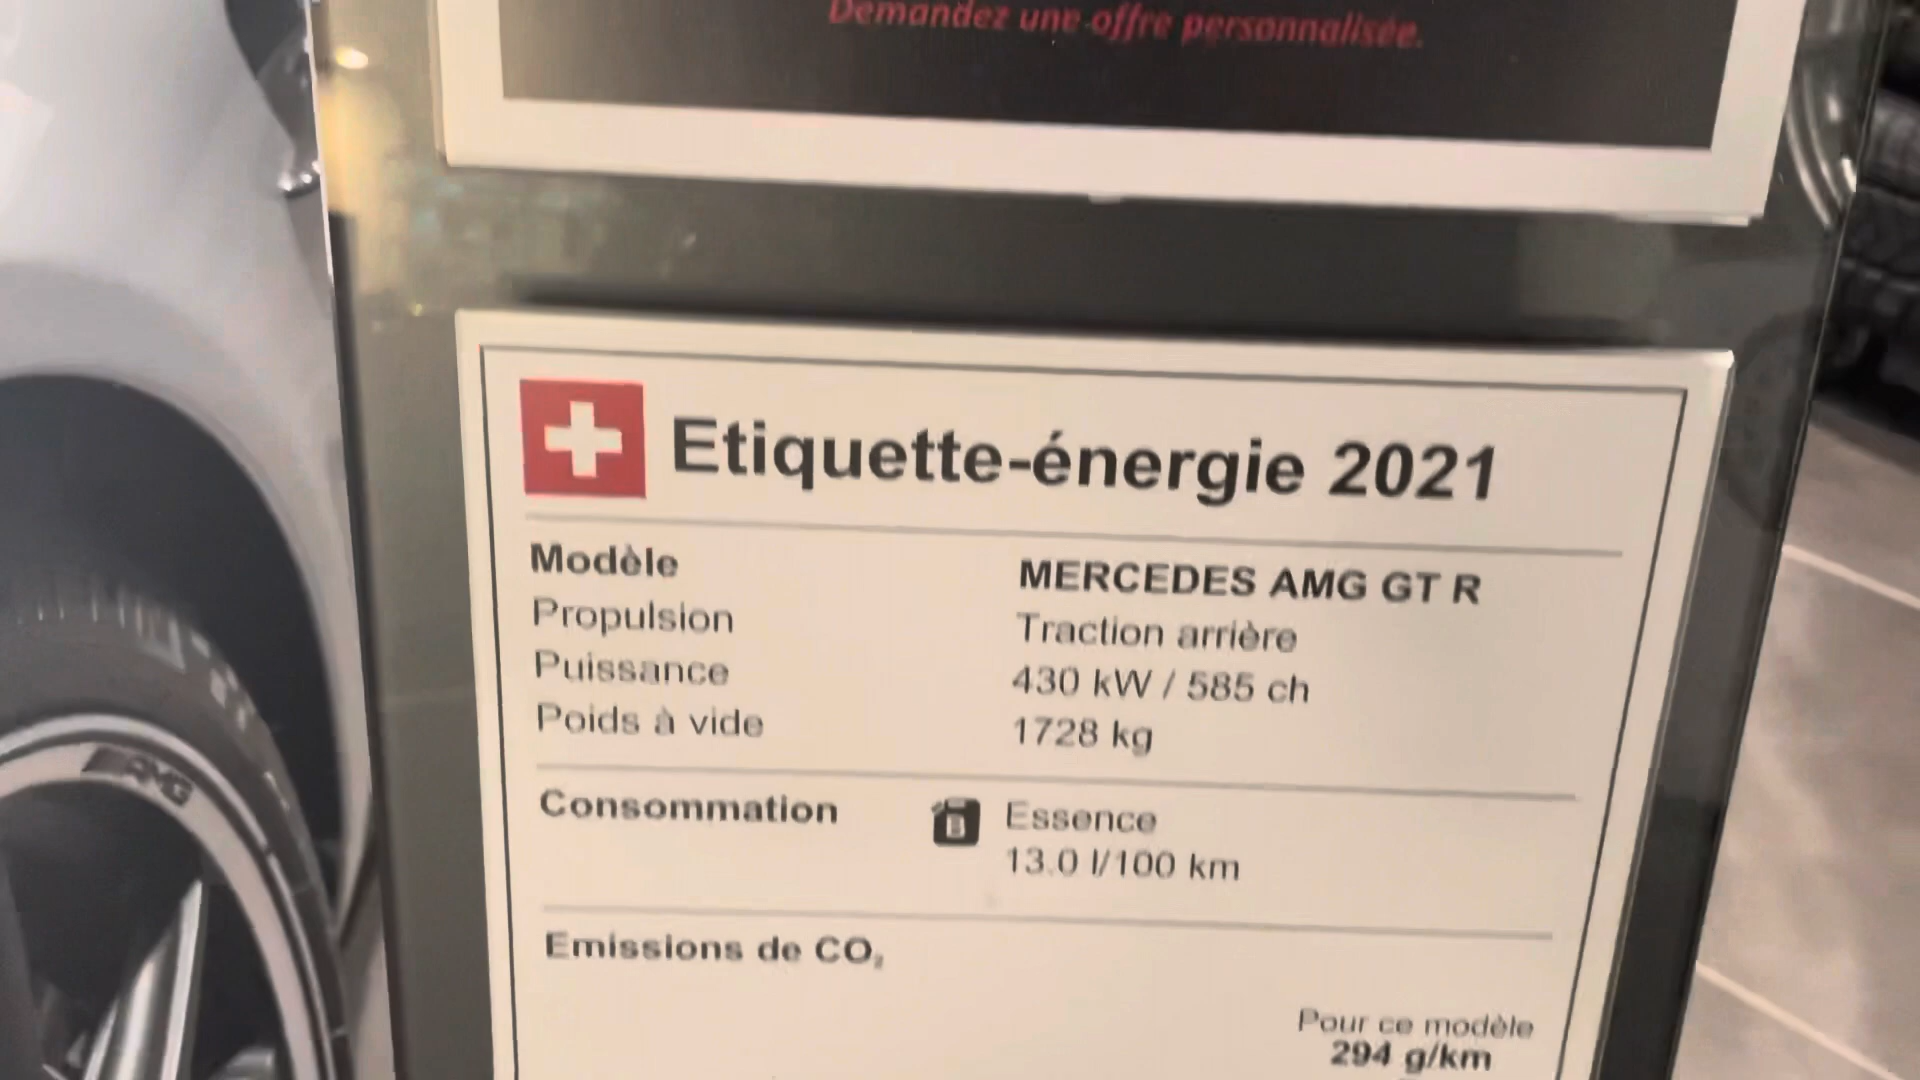 Demandez une offre personnalisée.
Etiquette-énergie 2021
Modèle MERCEDES AMG GT R
Propulsion Traction arrière
Puissance 430 kW / 585 ch
Poids à vide 1728 kg
Consommation B Essence
13.0 l/100 km
Emissions de CO₂
Pour ce modèle
294 g/km
AMG